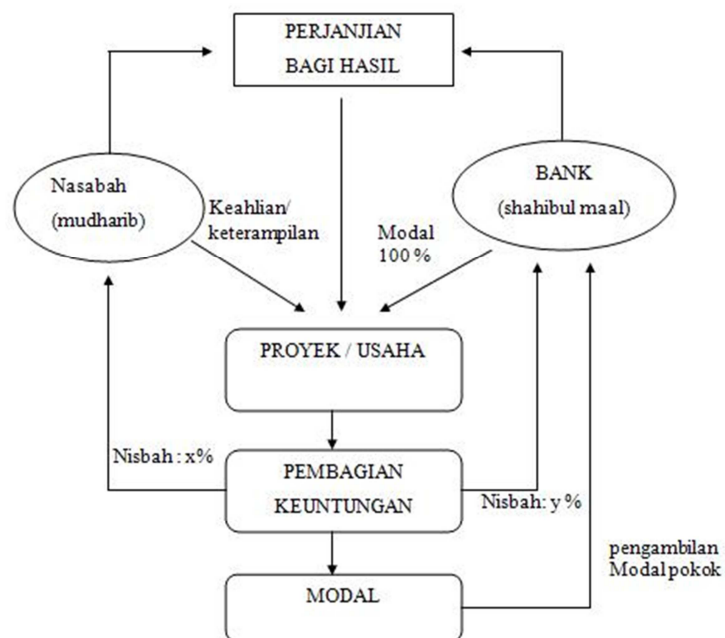 PERJANJIAN
BAGI HASIL
Nasabah
(mudharib)
BANK
(shahibul maal)
Keahlian/
keterampilan
Modal
100 %
PROYEK / USAHA
Nisbah : x%
PEMBAGIAN
KEUNTUNGAN
Nisbah: y %
pengambilan
Modal pokok
MODAL